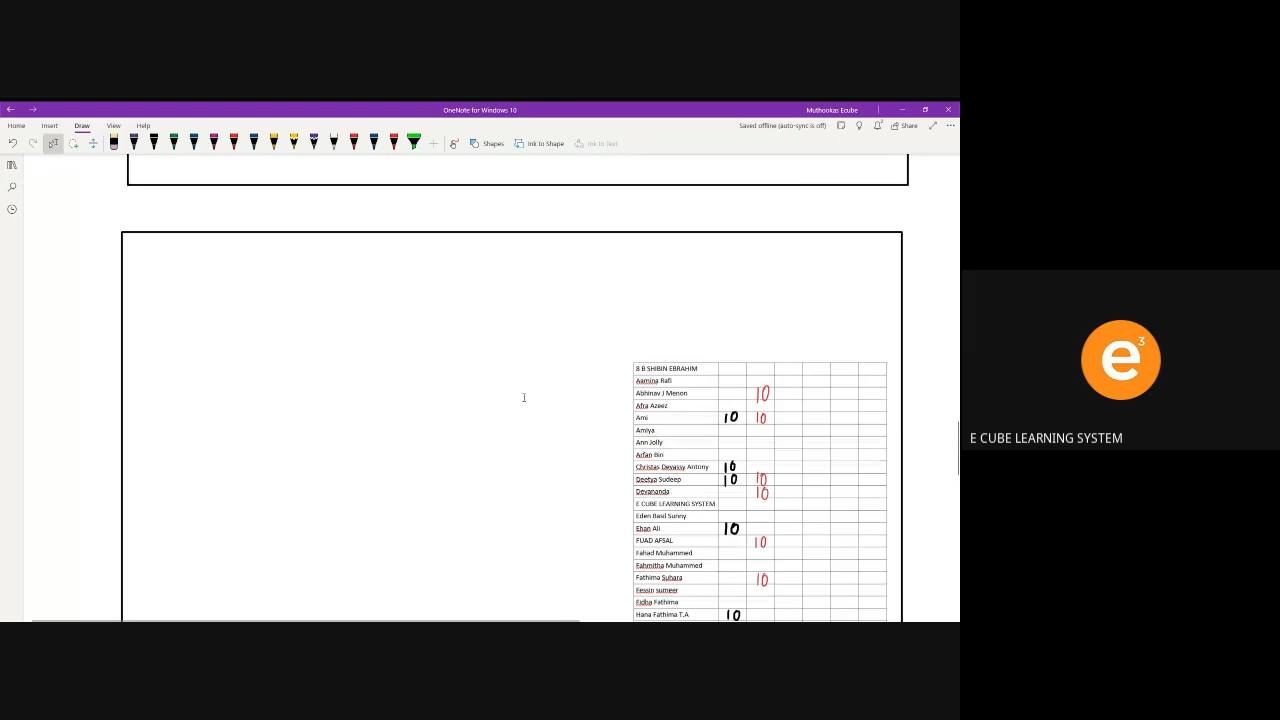 OneNote for Windows 10
Muthookas Ecube
Home Insert Draw View Help
Saved offline (auto-sync is off)
Share
Shapes
Ink to Shape
Ink to Text
8 B SHIBIN EBRAHIM
Aamina Rafi
Abhinav J Menon 10
Afra Azeez
Ami 10 10
Amiya
Ann Jolly
Arfan Bin
Christas Devassy Antony 10
Deetya Sudeep 10 10
Devananda 10
E CUBE LEARNING SYSTEM
Eden Basil Sunny
Ehan Ali 10
FUAD AFSAL 10
Fahad Muhammed
Fahmitha Muhammed
Fathima Suhara 10
Fessin sumeer
Fidha Fathima
Hana Fathima T.A 10
e3
E CUBE LEARNING SYSTEM